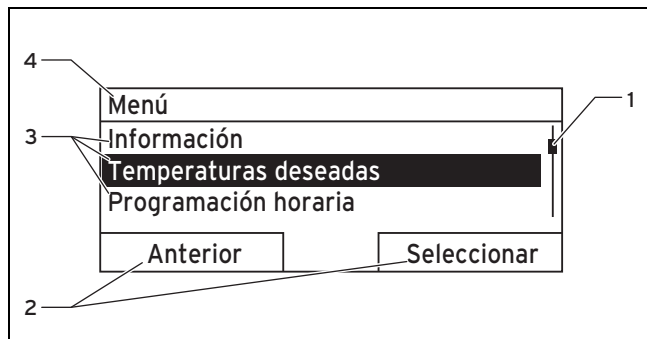 4
Menú
1
3
Información
Temperaturas deseadas
Programación horaria
Anterior Seleccionar
2